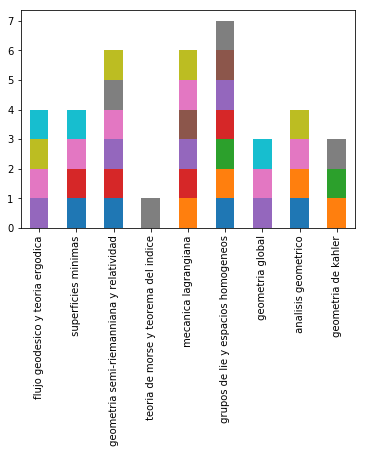 7
6
5
4
3
2
1
0
flujo geodesico y teoria ergodica
superficies minimas
geometria semi-riemanniana y relatividad
teoria de morse y teorema del indice
mecanica lagrangiana
grupos de lie y espacios homogeneos
geometria global
analisis geometrico
geometria de kahler